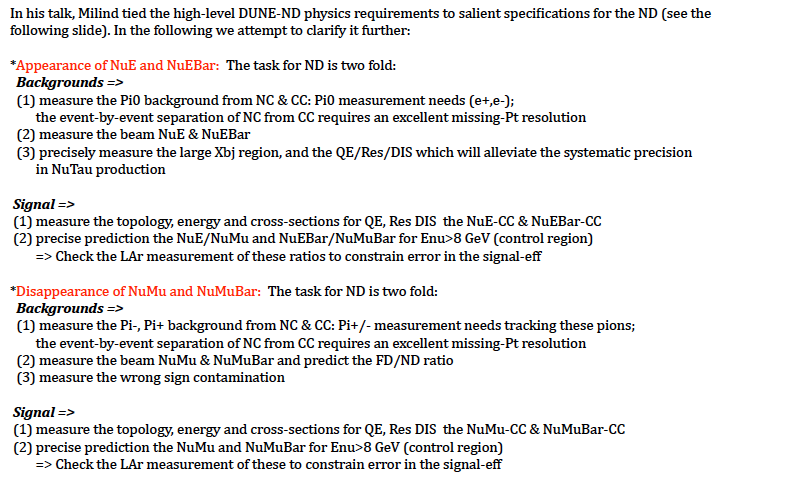 In his talk, Milind tied the high-level DUNE-ND physics requirements to salient specifications for the ND (see the
following slide). In the following we attempt to clarify it further:
*Appearance of NuE and NuEBar: The task for ND is two fold:
Backgrounds =>
(1) measure the Pi0 background from NC & CC: Pi0 measurement needs (e+,e-);
the event-by-event separation of NC from CC requires an excellent missing-Pt resolution
(2) measure the beam NuE & NuEBar
(3) precisely measure the large Xbj region, and the QE/Res/DIS which will alleviate the systematic precision
in NuTau production
Signal =>
(1) measure the topology, energy and cross-sections for QE, Res DIS the NuE-CC & NuEBar-CC
(2) precise prediction the NuE/NuMu and NuEBar/NuMuBar for Enu>8 GeV (control region)
=> Check the LAr measurement of these ratios to constrain error in the signal-eff
*Disappearance of NuMu and NuMuBar: The task for ND is two fold:
Backgrounds =>
(1) measure the Pi-, Pi+ background from NC & CC: Pi+/- measurement needs tracking these pions;
the event-by-event separation of NC from CC requires an excellent missing-Pt resolution
(2) measure the beam NuMu & NuMuBar and predict the FD/ND ratio
(3) measure the wrong sign contamination
Signal =>
(1) measure the topology, energy and cross-sections for QE, Res DIS the NuMu-CC & NuMuBar-CC
(2) precise prediction the NuMu and NuMuBar for Enu>8 GeV (control region)
=> Check the LAr measurement of these to constrain error in the signal-eff